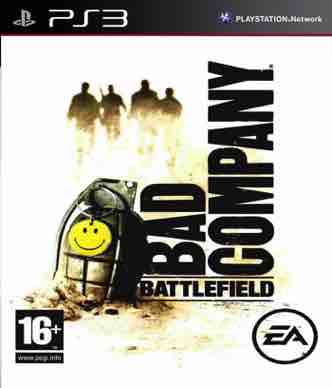 PS3
PLAYSTATION®Network
BAD
COMPANY
BATTLEFIELD
16+
www.pegi.info
EA